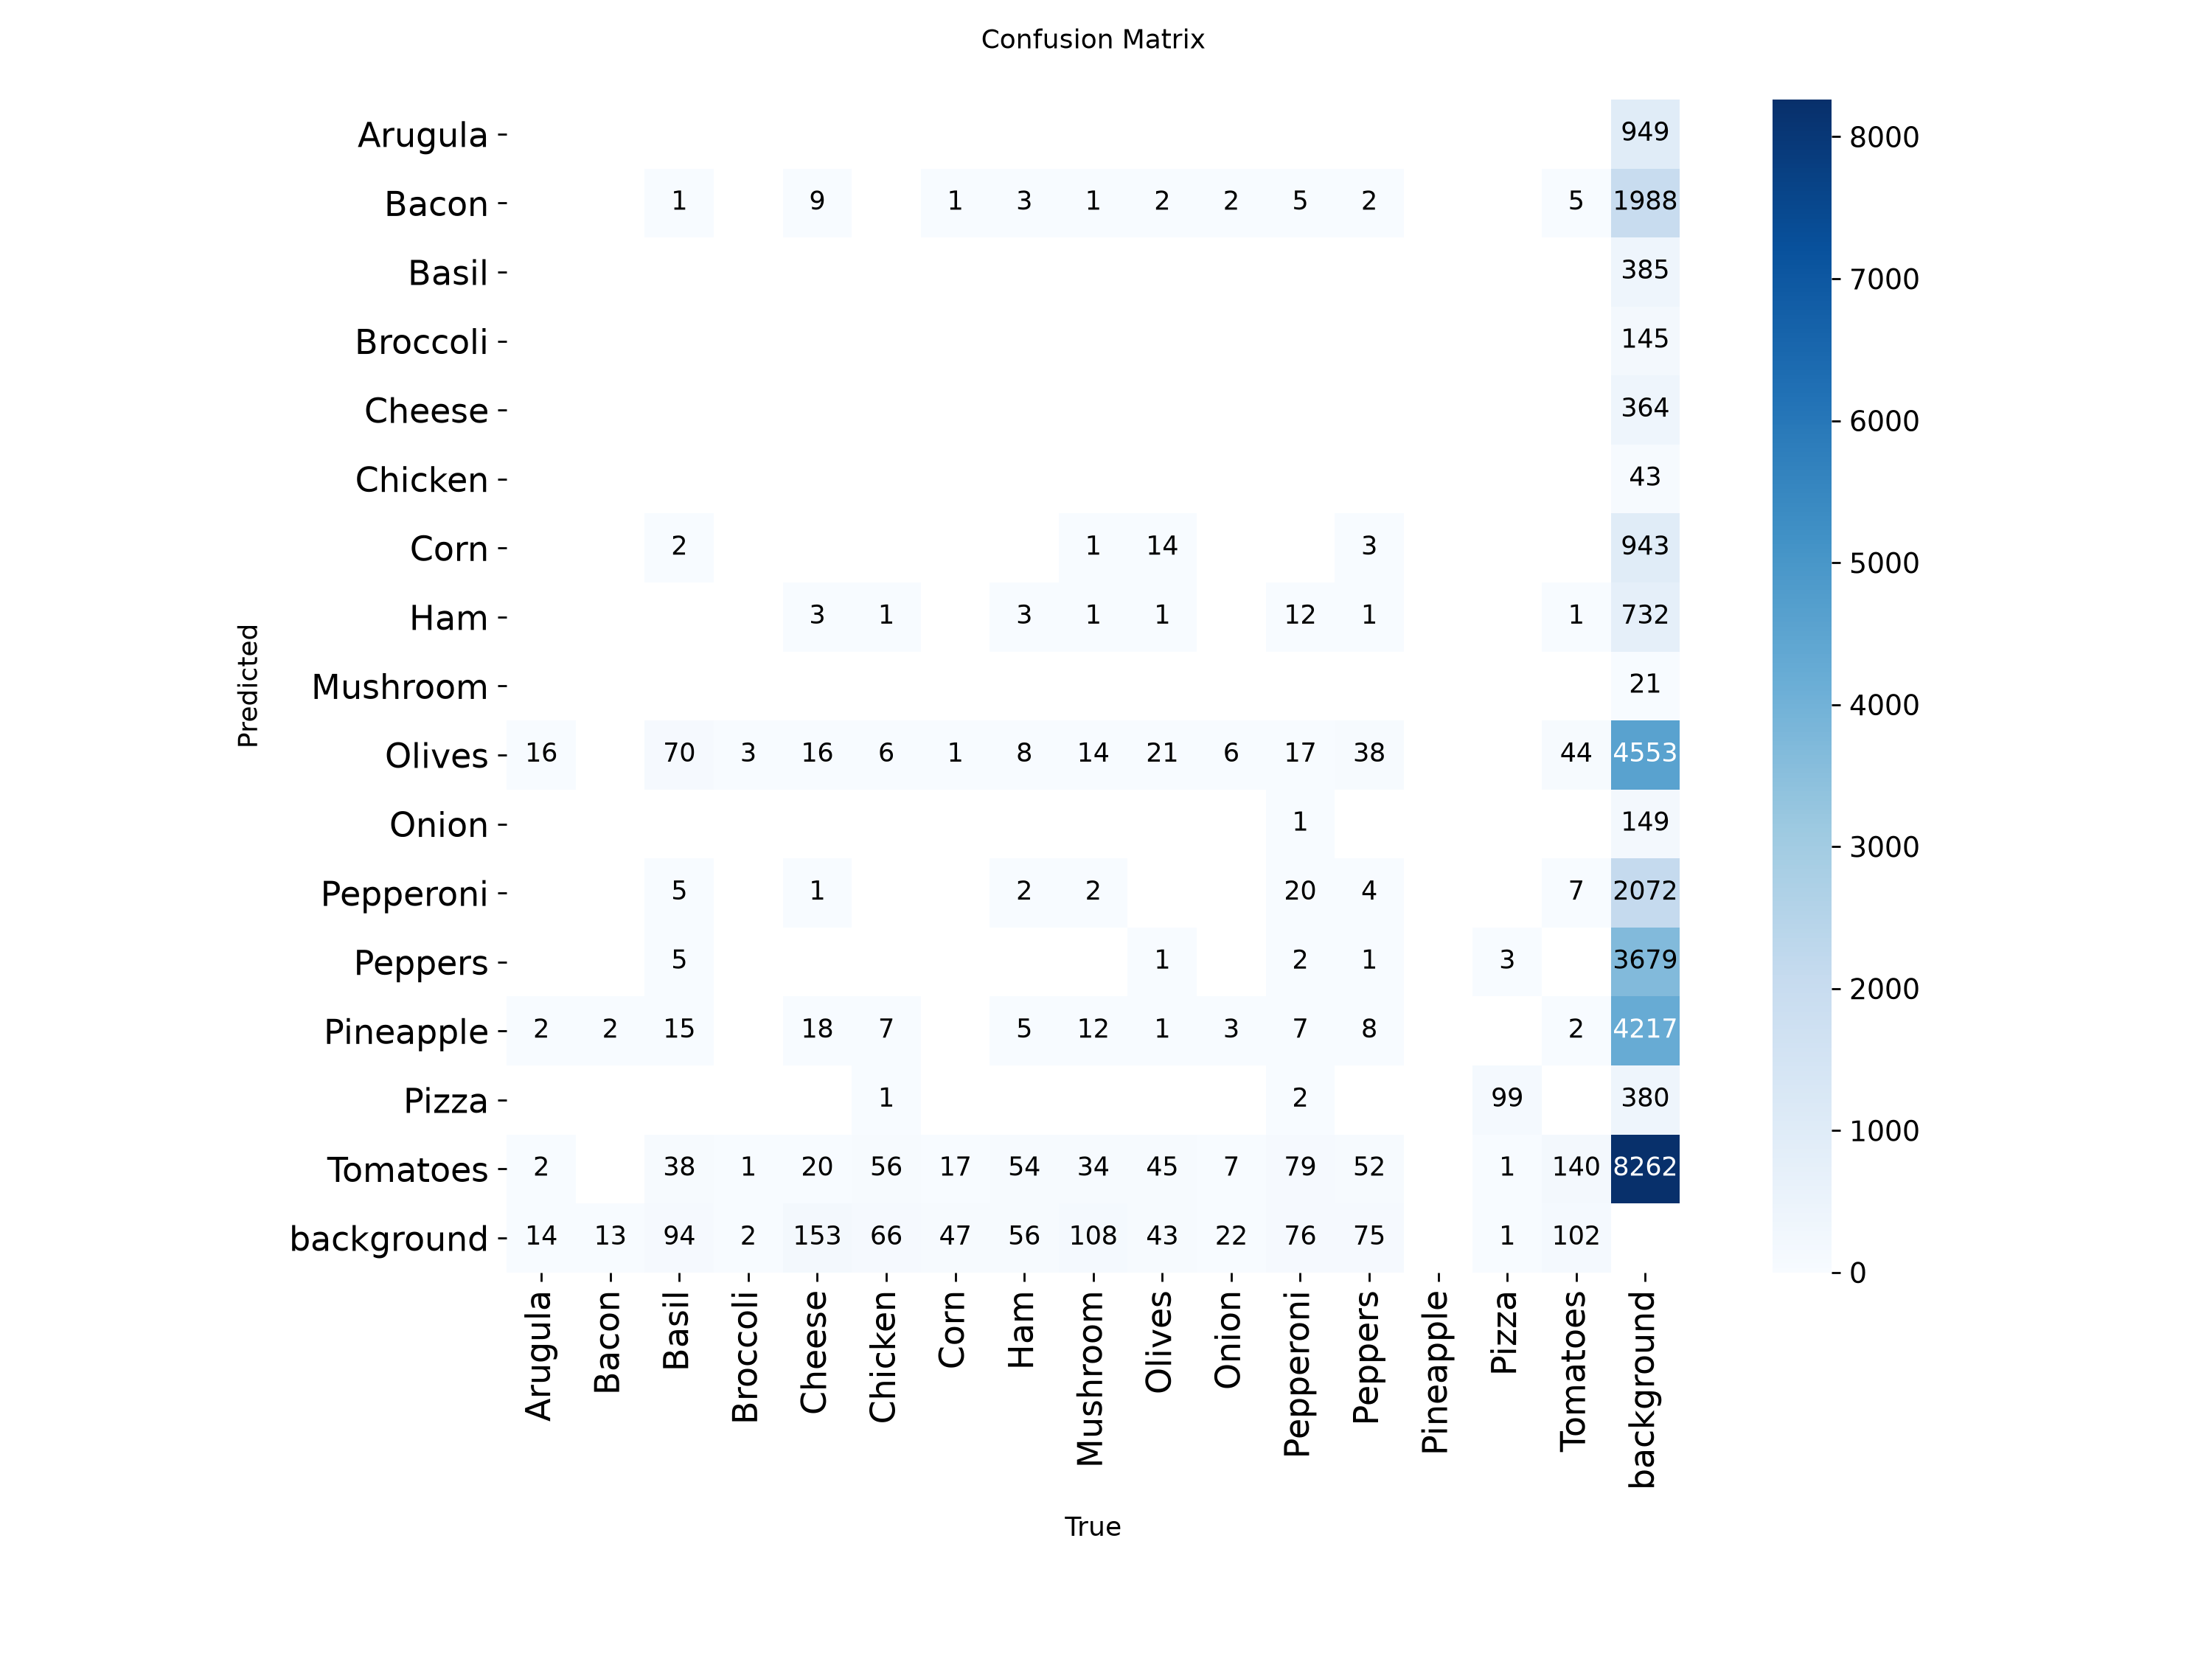 Confusion Matrix
Arugula 949
Bacon 1 9 1 3 1 2 2 5 2 5 1988
Basil 385
Broccoli 145
Cheese 364
Chicken 43
Corn 2 1 14 3 943
Ham 3 1 3 1 1 12 1 1 732
Mushroom 21
Olives 16 70 3 16 6 1 8 14 21 6 17 38 44 4553
Onion 1 149
Pepperoni 5 1 2 2 20 4 7 2072
Peppers 5 1 2 1 3 3679
Pineapple 2 2 15 18 7 5 12 1 3 7 8 2 4217
Pizza 1 2 99 380
Tomatoes 2 38 1 20 56 17 54 34 45 7 79 52 1 140 8262
background 14 13 94 2 153 66 47 56 108 43 22 76 75 1 102
Predicted
Arugula
Bacon
Basil
Broccoli
Cheese
Chicken
Corn
Ham
Mushroom
Olives
Onion
Pepperoni
Peppers
Pineapple
Pizza
Tomatoes
background
True
8000
7000
6000
5000
4000
3000
2000
1000
0